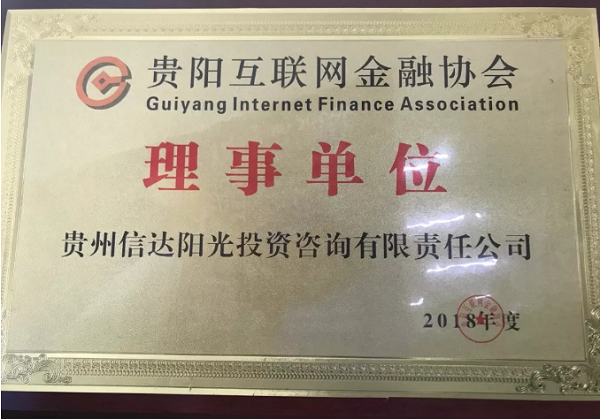 贵阳互联网金融协会
Guiyang Internet Finance Association
理事单位
贵州信达阳光投资咨询有限责任公司
2018年度